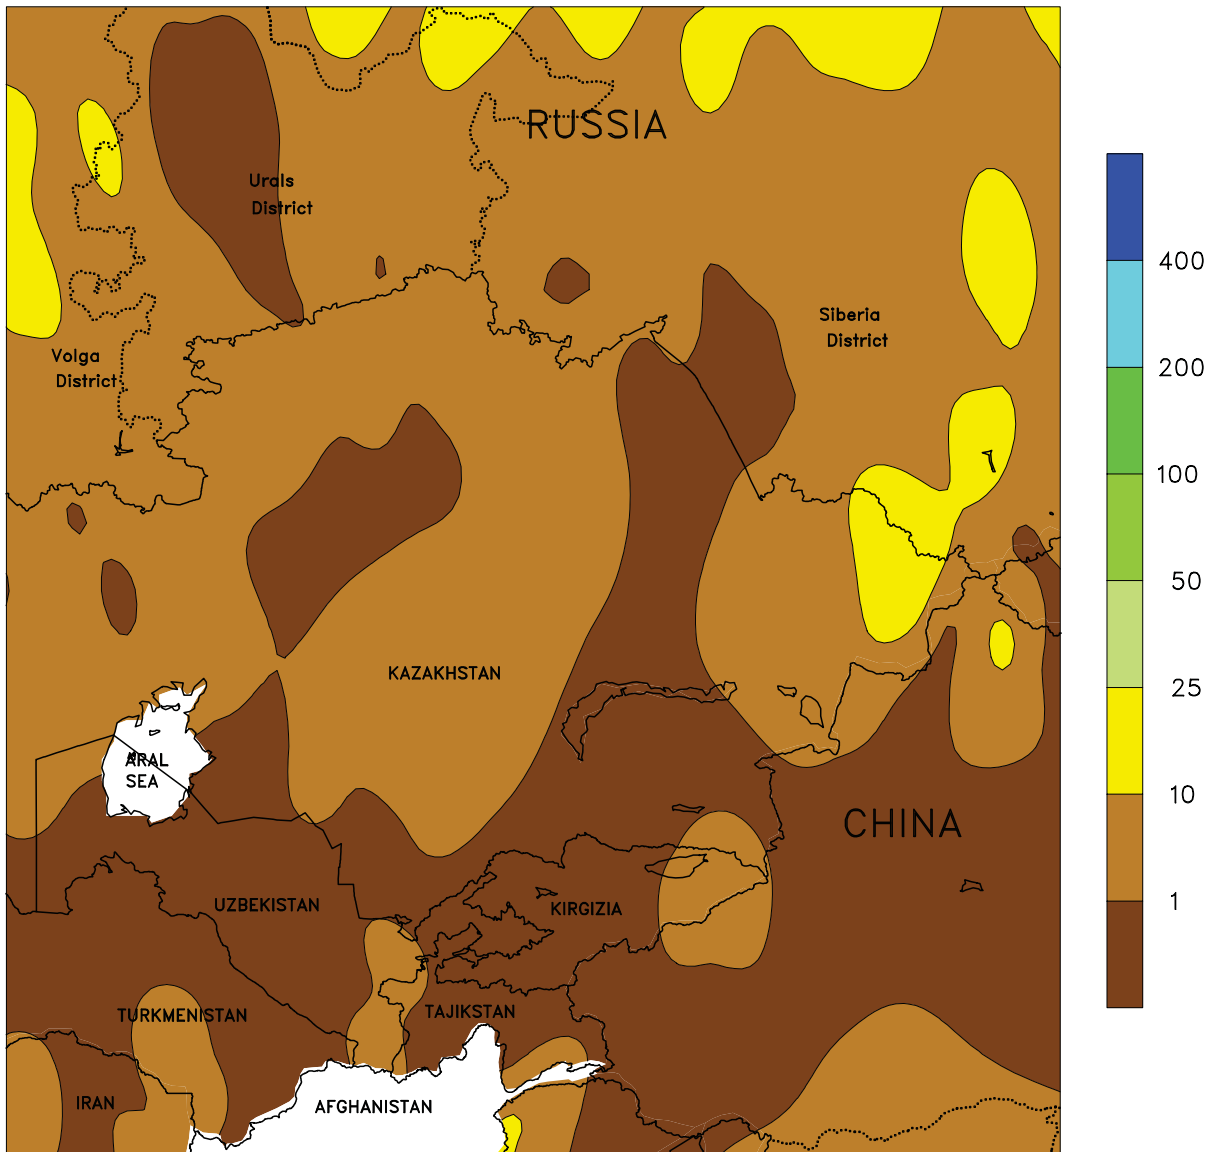 RUSSIA
Urals
District
400
Siberia
District
Volga
District
200
100
50
KAZAKHSTAN
25
ARAL
SEA
10
CHINA
1
UZBEKISTAN
KIRGIZIA
TURKMENISTAN
TAJIKSTAN
IRAN
AFGHANISTAN